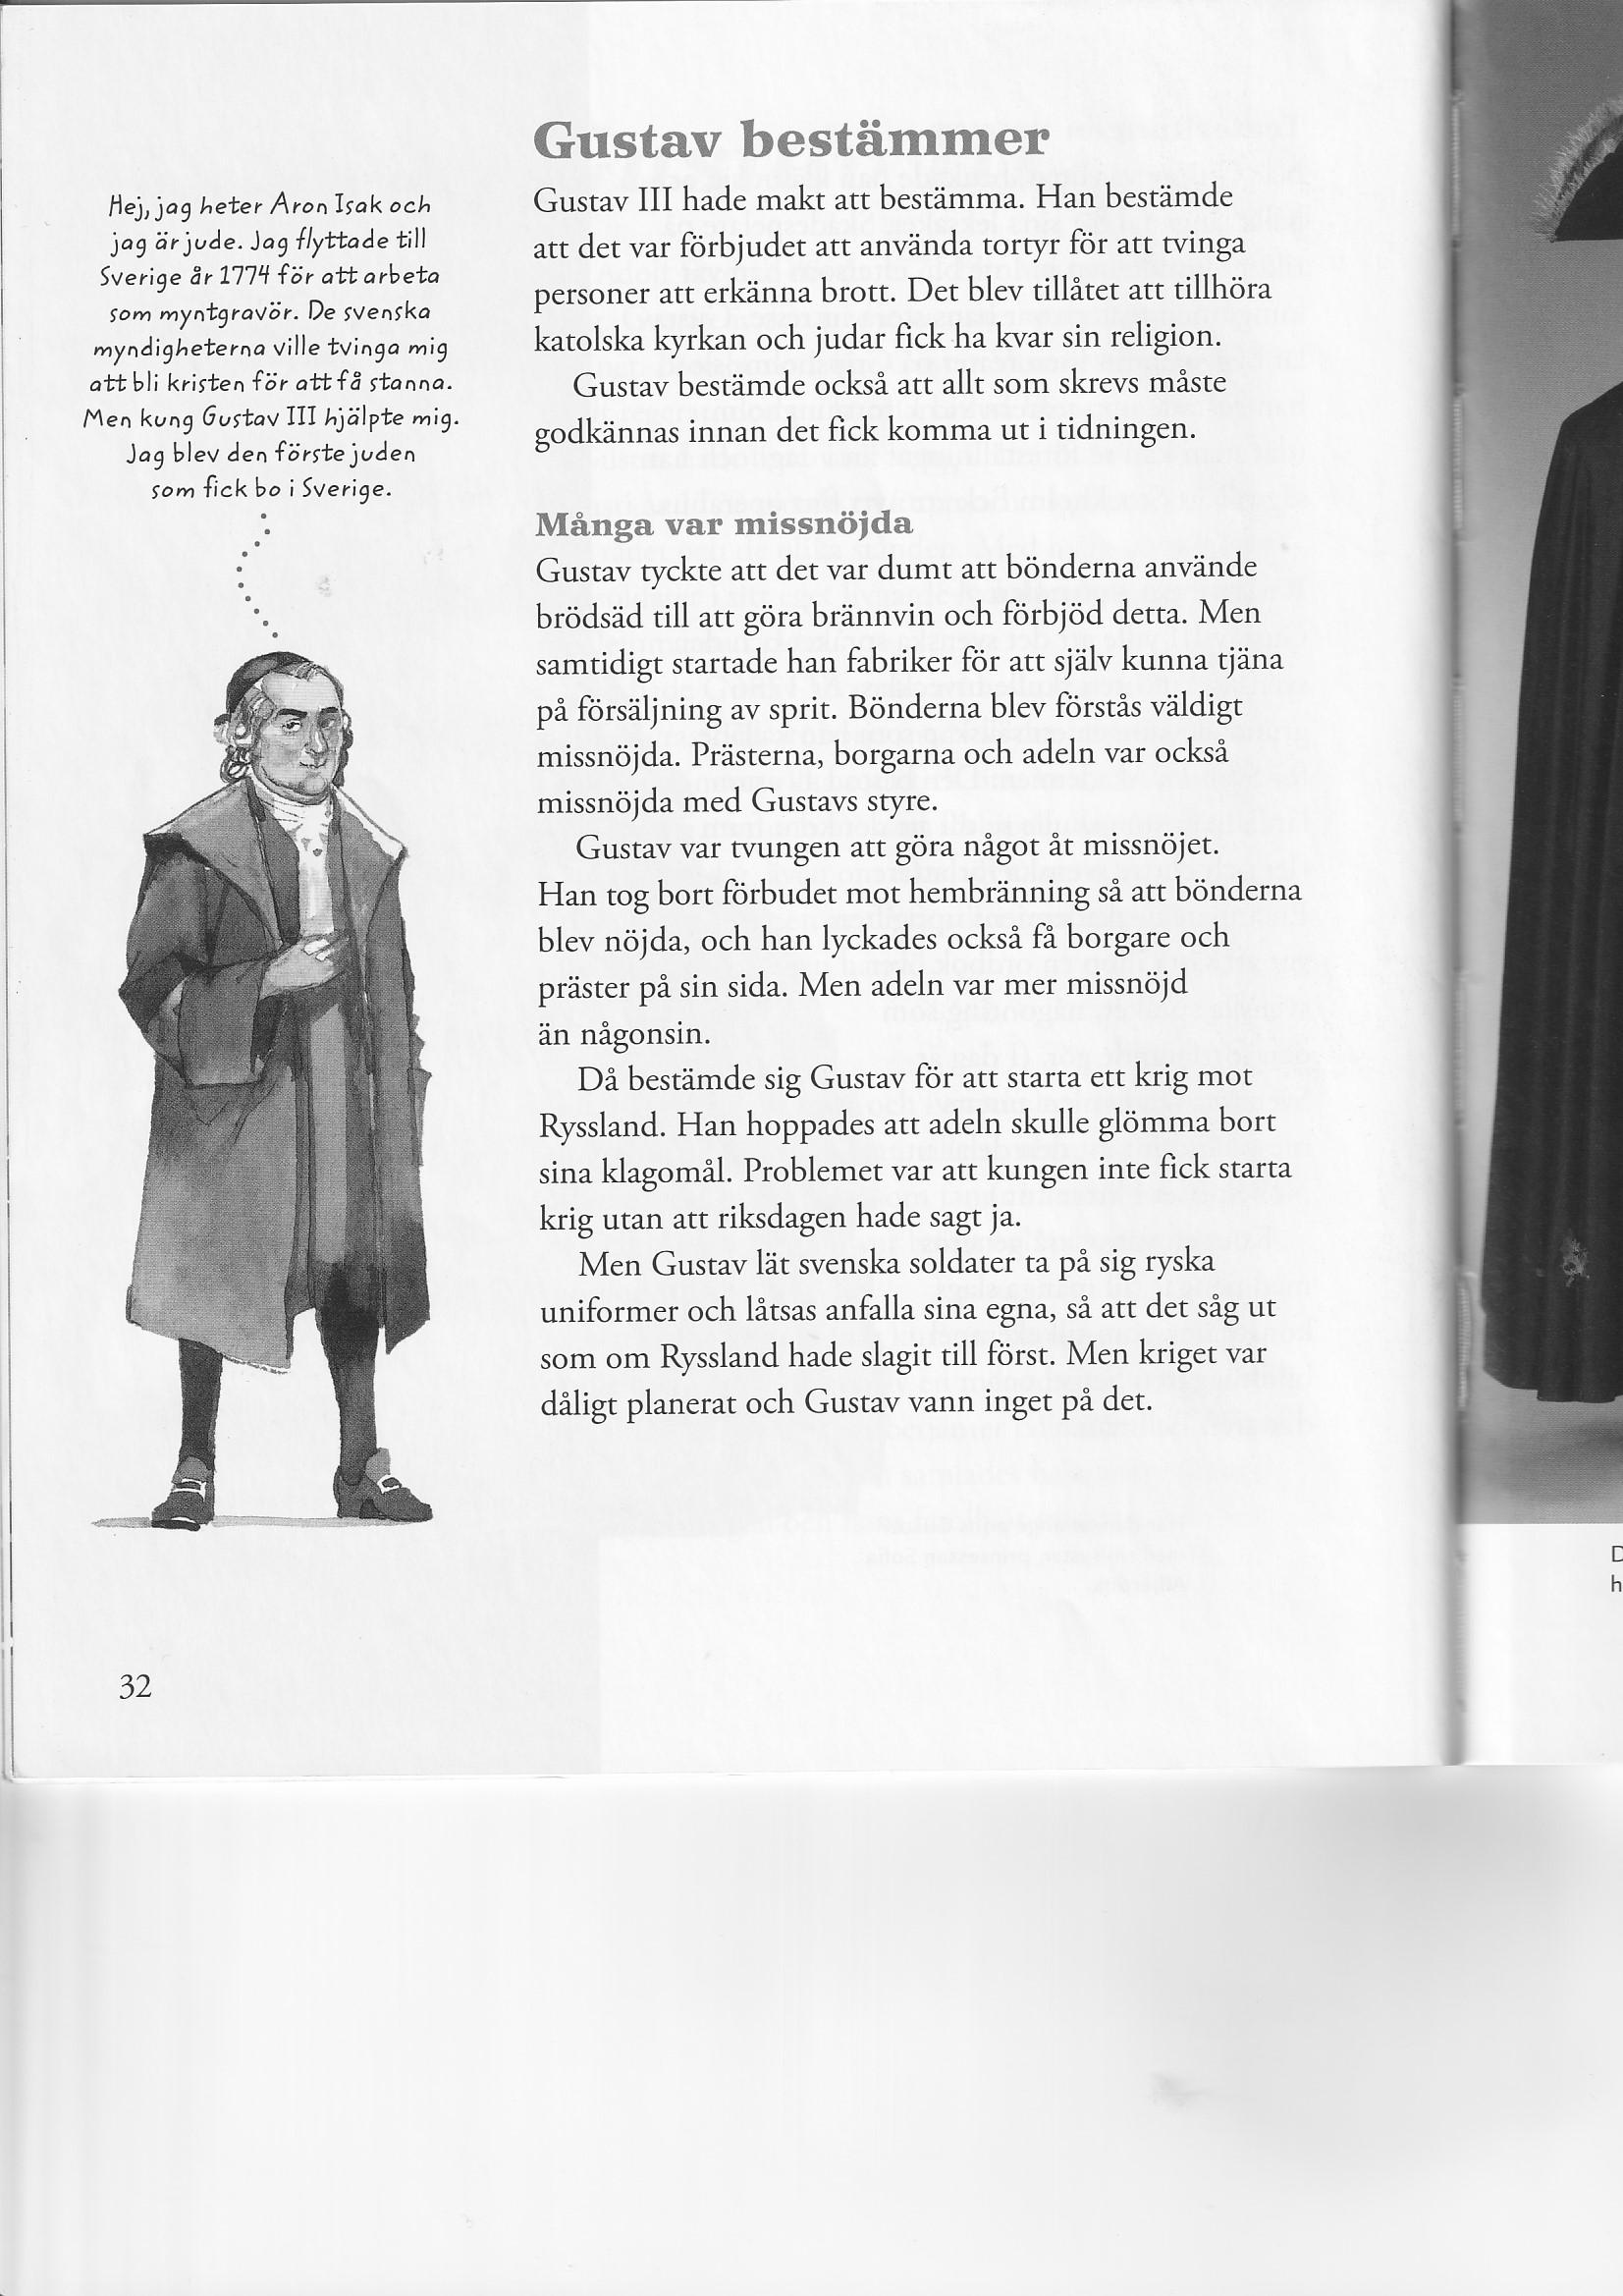 Hej, jag heter Aron Isak och
jag är jude. Jag flyttade till
Sverige år 1774 för att arbeta
som myntgravör. De svenska
myndigheterna ville tvinga mig
att bli kristen för att få stanna.
Men kung Gustav III hjälpte mig.
Jag blev den förste juden
som fick bo i Sverige.
Gustav bestämmer
Gustav III hade makt att bestämma. Han bestämde
att det var förbjudet att använda tortyr för att tvinga
personer att erkänna brott. Det blev tillåtet att tillhöra
katolska kyrkan och judar fick ha kvar sin religion.
Gustav bestämde också att allt som skrevs måste
godkännas innan det fick komma ut i tidningen.
Många var missnöjda
Gustav tyckte att det var dumt att bönderna använde
brödsäd till att göra brännvin och förbjöd detta. Men
samtidigt startade han fabriker för att själv kunna tjäna
på försäljning av sprit. Bönderna blev förstås väldigt
missnöjda. Prästerna, borgarna och adeln var också
missnöjda med Gustavs styre.
Gustav var tvungen att göra något åt missnöjet.
Han tog bort förbudet mot hembränning så att bönderna
blev nöjda, och han lyckades också få borgare och
präster på sin sida. Men adeln var mer missnöjd
än någonsin.
Då bestämde sig Gustav för att starta ett krig mot
Ryssland. Han hoppades att adeln skulle glömma bort
sina klagomål. Problemet var att kungen inte fick starta
krig utan att riksdagen hade sagt ja.
Men Gustav lät svenska soldater ta på sig ryska
uniformer och låtsas anfalla sina egna, så att det såg ut
som om Ryssland hade slagit till först. Men kriget var
dåligt planerat och Gustav vann inget på det.
32